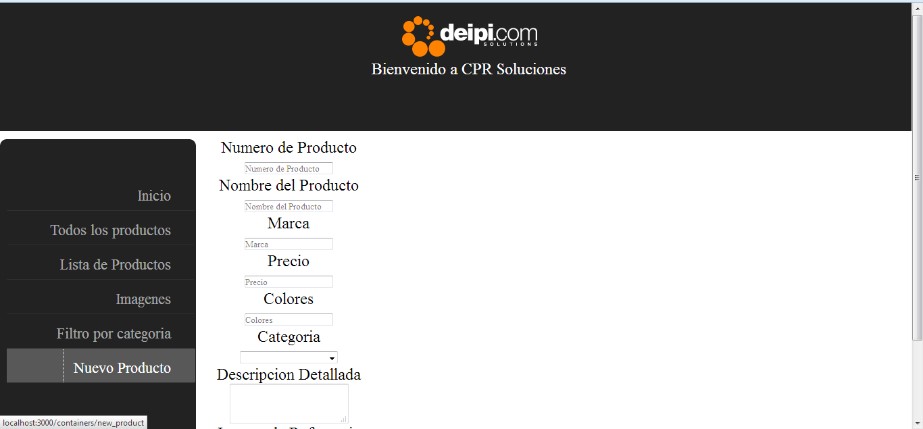 deipi.com
SOLUTIONS
Bienvenido a CPR Soluciones
Inicio
Todos los productos
Lista de Productos
Imagenes
Filtro por categoria
Nuevo Producto
Numero de Producto
Numero de Producto
Nombre del Producto
Nombre del Producto
Marca
Marca
Precio
Precio
Colores
Colores
Categoria
Descripcion Detallada
localhost:3000/containers/new_product